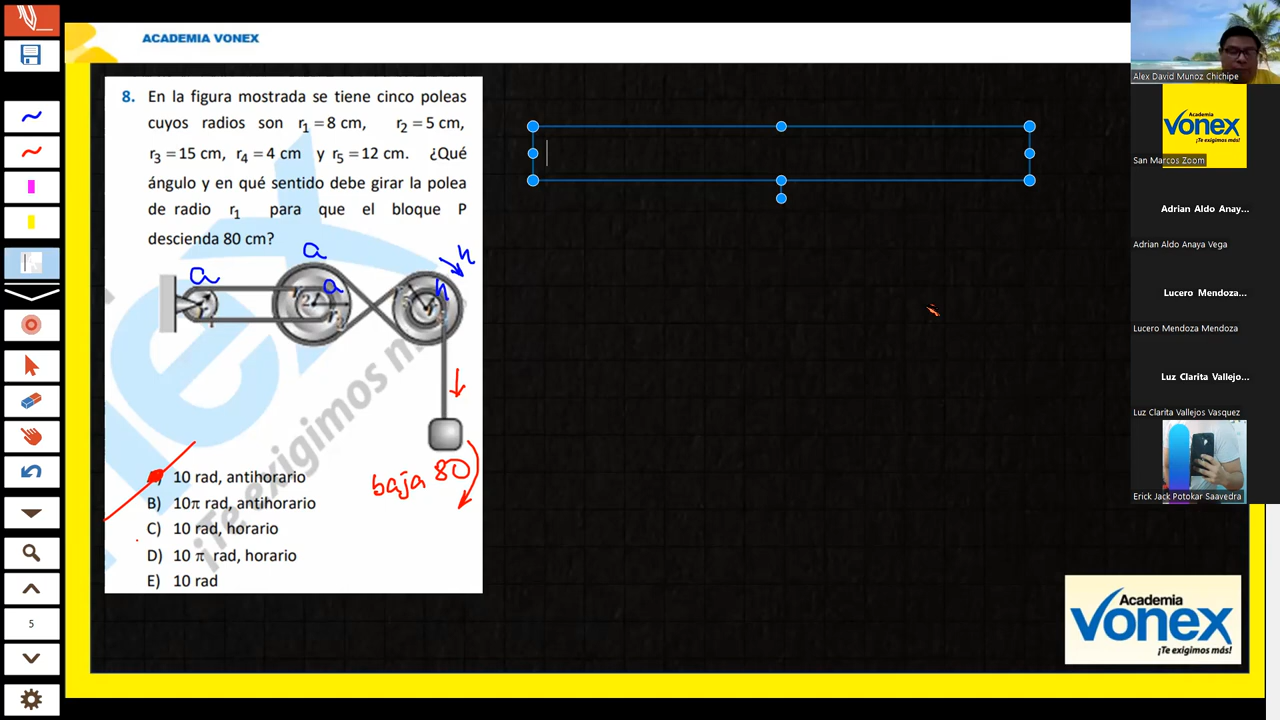 ACADEMIA VONEX
8. En la figura mostrada se tiene cinco poleas
cuyos radios son r₁ = 8 cm, r₂ = 5 cm,
r₃ = 15 cm, r₄ = 4 cm y r₅ = 12 cm. ¿Qué
ángulo y en qué sentido debe girar la polea
de radio r₁ para que el bloque P
descienda 80 cm?
a
a
a
h
h
baja 80
A) 10 rad, antihorario
B) 10π rad, antihorario
C) 10 rad, horario
D) 10 π rad, horario
E) 10 rad
¡Te exigimos m
5
Alex David Munoz Chichipe
Academia
Vonex
¡Te exigimos más!
San Marcos Zoom
Adrian Aldo Anay...
Adrian Aldo Anaya Vega
Lucero Mendoza...
Lucero Mendoza Mendoza
Luz Clarita Vallejo...
Luz Clarita Vallejos Vasquez
Erick Jack Potokar Saavedra
Academia
Vonex
¡Te exigimos más!